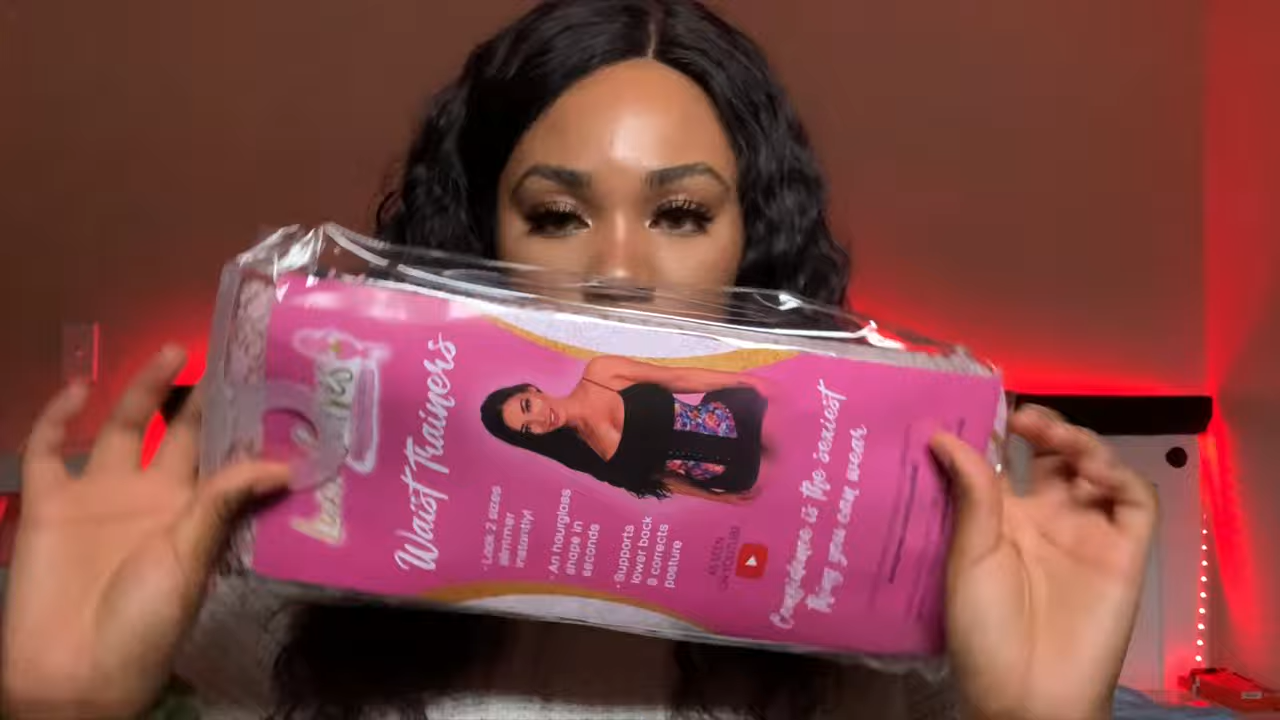 Waist Trainers
· Look 2 sizes
slimmer
instantly!
· An hourglass
shape in
seconds
· Supports
lower back
& corrects
posture
Confidence is the sexiest
thing you can wear